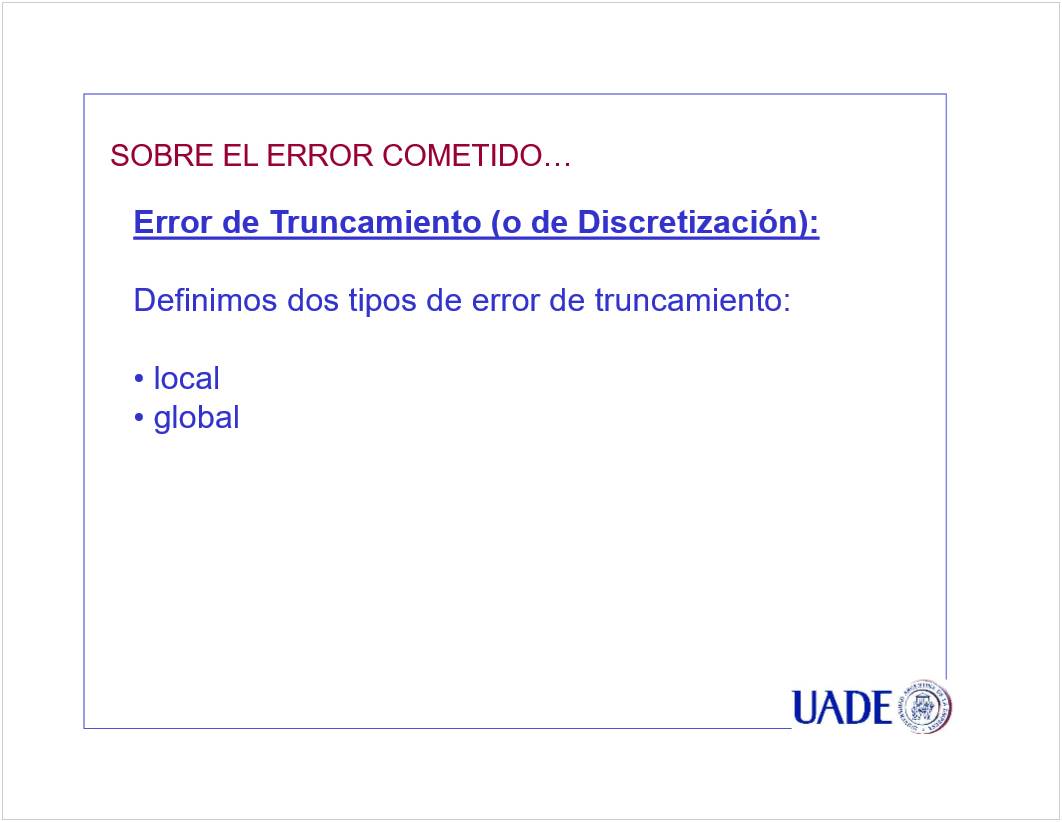 SOBRE EL ERROR COMETIDO…
Error de Truncamiento (o de Discretización):
Definimos dos tipos de error de truncamiento:
• local
• global
UADE